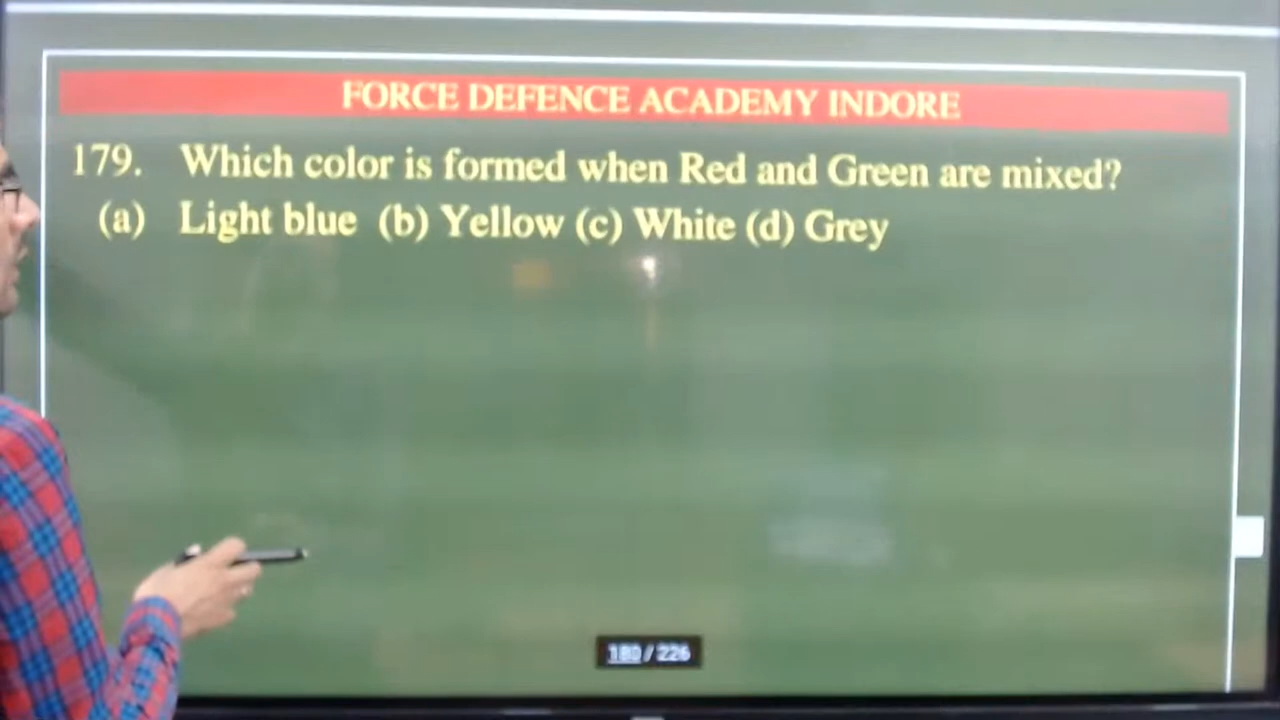 FORCE DEFENCE ACADEMY INDORE
179. Which color is formed when Red and Green are mixed?
(a) Light blue (b) Yellow (c) White (d) Grey
180 / 226